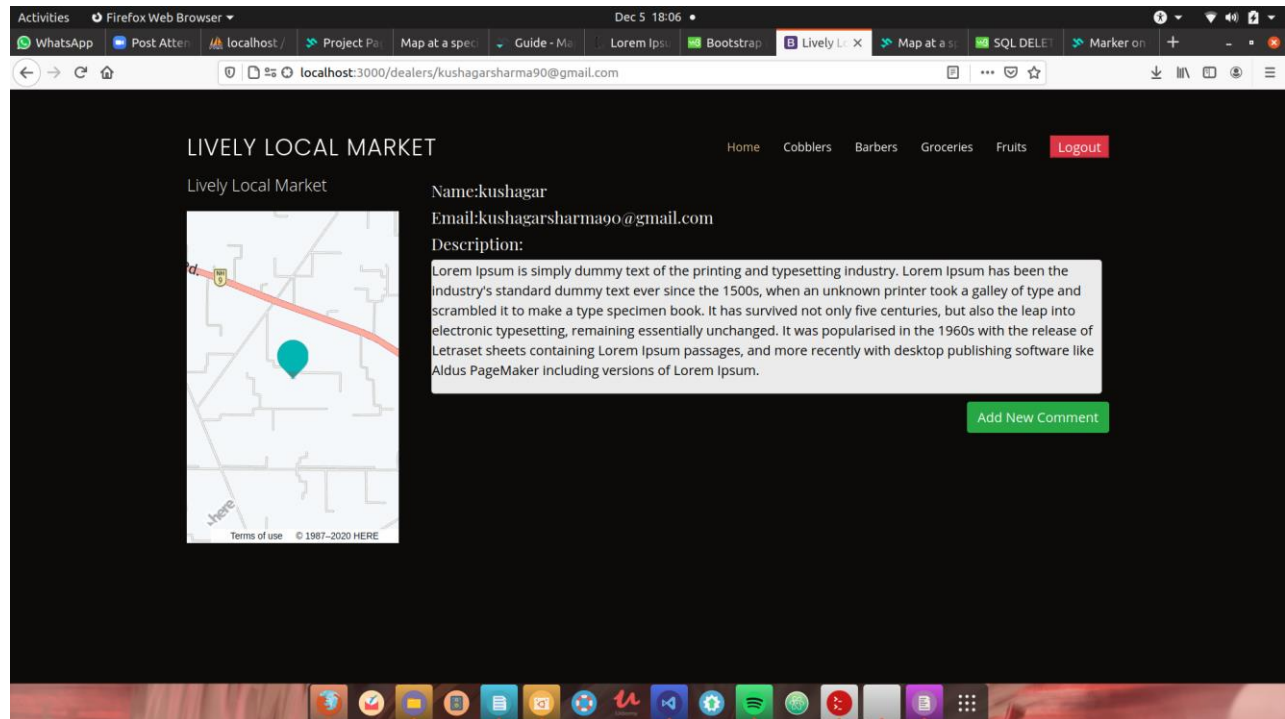 Activities Firefox Web Browser Dec 5 18:06
WhatsApp Post Atten localhost / Project Pa Map at a speci Guide - Ma Lorem Ipsu Bootstrap Lively Lo Map at a sp SQL DELET Marker on
localhost:3000/dealers/kushagarsharma90@gmail.com
LIVELY LOCAL MARKET Home Cobblers Barbers Groceries Fruits Logout
Lively Local Market
Name:kushagar
Email:kushagarsharma90@gmail.com
Description:
Lorem Ipsum is simply dummy text of the printing and typesetting industry. Lorem Ipsum has been the
industry's standard dummy text ever since the 1500s, when an unknown printer took a galley of type and
scrambled it to make a type specimen book. It has survived not only five centuries, but also the leap into
electronic typesetting, remaining essentially unchanged. It was popularised in the 1960s with the release of
Letraset sheets containing Lorem Ipsum passages, and more recently with desktop publishing software like
Aldus PageMaker including versions of Lorem Ipsum.
Add New Comment
Rd.
NH
9
here
Terms of use © 1987–2020 HERE